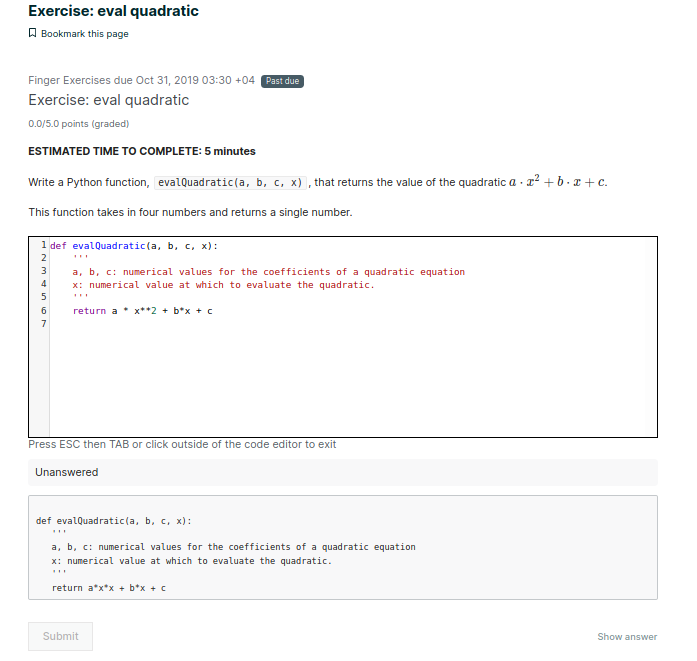 Exercise: eval quadratic
Bookmark this page
Finger Exercises due Oct 31, 2019 03:30 +04 Past due
Exercise: eval quadratic
0.0/5.0 points (graded)
ESTIMATED TIME TO COMPLETE: 5 minutes
Write a Python function, evalQuadratic(a, b, c, x) , that returns the value of the quadratic a · x² + b · x + c.
This function takes in four numbers and returns a single number.
1 def evalQuadratic(a, b, c, x):
2     '''
3     a, b, c: numerical values for the coefficients of a quadratic equation
4     x: numerical value at which to evaluate the quadratic.
5     '''
6     return a * x**2 + b*x + c
7
Press ESC then TAB or click outside of the code editor to exit
Unanswered
def evalQuadratic(a, b, c, x):
   '''
   a, b, c: numerical values for the coefficients of a quadratic equation
   x: numerical value at which to evaluate the quadratic.
   '''
   return a*x*x + b*x + c
Submit
Show answer